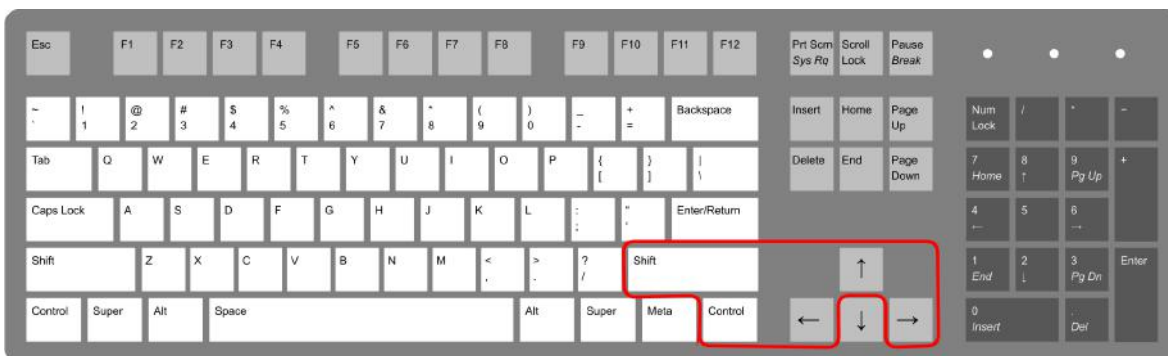 Esc F1 F2 F3 F4 F5 F6 F7 F8 F9 F10 F11 F12 Prt Scrn Scroll Pause
Sys Rq Lock Break
~ ! @ # $ % ^ & * ( ) _ + Backspace Insert Home Page Num / * −
` 1 2 3 4 5 6 7 8 9 0 - = Up Lock
Tab Q W E R T Y U I O P { } | Delete End Page 7 8 9 +
[ ] \ Down Home ↑ Pg Up
Caps Lock A S D F G H J K L : " Enter/Return 4 5 6
; ' ← →
Shift Z X C V B N M < > ? Shift ↑ 1 2 3 Enter
, . / End ↓ Pg Dn
Control Super Alt Space Alt Super Meta Control ← ↓ → 0 .
Insert Del